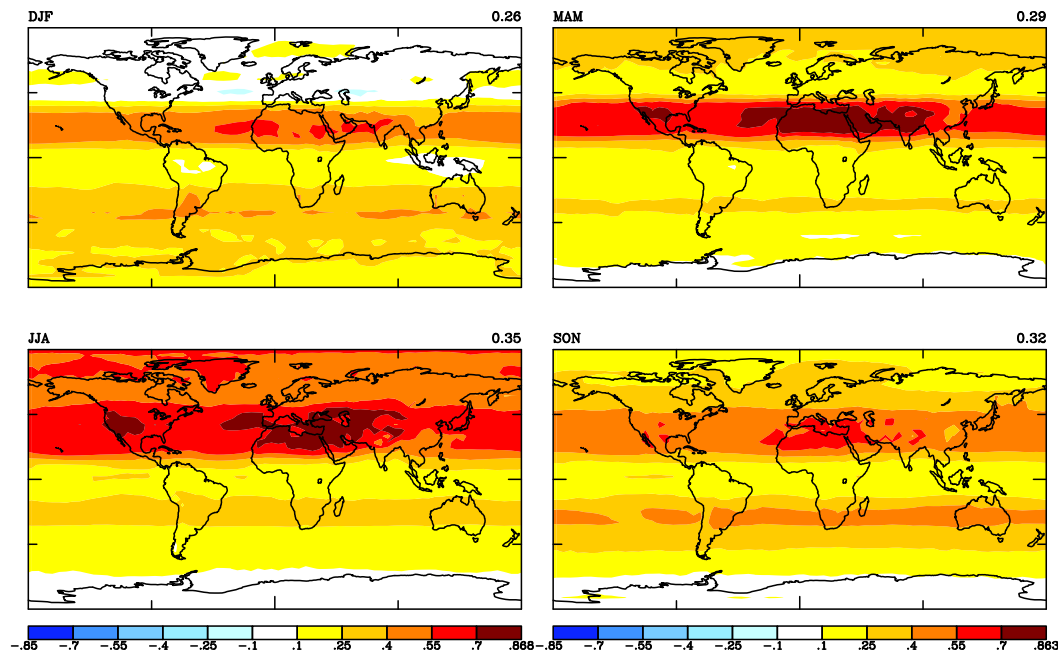 DJF 0.26
MAM 0.29
JJA 0.35
SON 0.32
-.85 -.7 -.55 -.4 -.25 -.1 .1 .25 .4 .55 .7 .868
-.85 -.7 -.55 -.4 -.25 -.1 .1 .25 .4 .55 .7 .863